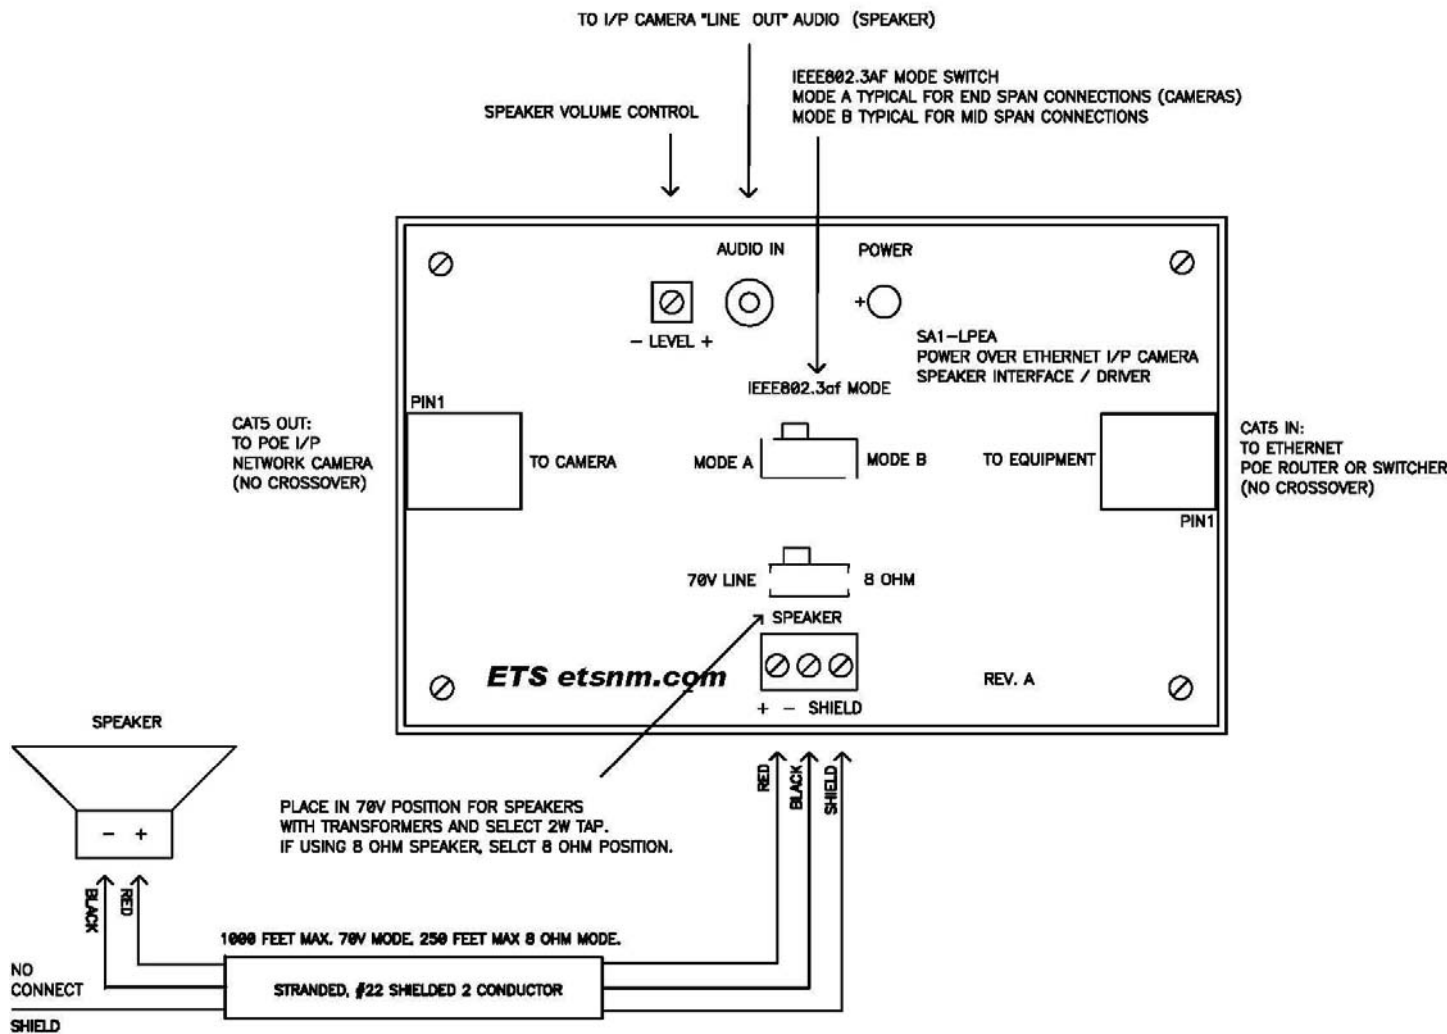 TO I/P CAMERA "LINE OUT" AUDIO (SPEAKER)
IEEE802.3AF MODE SWITCH
MODE A TYPICAL FOR END SPAN CONNECTIONS (CAMERAS)
MODE B TYPICAL FOR MID SPAN CONNECTIONS
SPEAKER VOLUME CONTROL
AUDIO IN
POWER
+
- LEVEL +
SA1-LPEA
POWER OVER ETHERNET I/P CAMERA
SPEAKER INTERFACE / DRIVER
IEEE802.3af MODE
PIN1
CAT5 OUT:
TO POE I/P
NETWORK CAMERA
(NO CROSSOVER)
TO CAMERA
MODE A
MODE B
TO EQUIPMENT
CAT5 IN:
TO ETHERNET
POE ROUTER OR SWITCHER
(NO CROSSOVER)
PIN1
70V LINE
8 OHM
SPEAKER
ETS etsnm.com
REV. A
+ - SHIELD
SPEAKER
- +
RED
BLACK
SHIELD
PLACE IN 70V POSITION FOR SPEAKERS
WITH TRANSFORMERS AND SELECT 2W TAP.
IF USING 8 OHM SPEAKER, SELCT 8 OHM POSITION.
BLACK
RED
1000 FEET MAX. 70V MODE, 250 FEET MAX 8 OHM MODE.
STRANDED, #22 SHIELDED 2 CONDUCTOR
NO
CONNECT
SHIELD